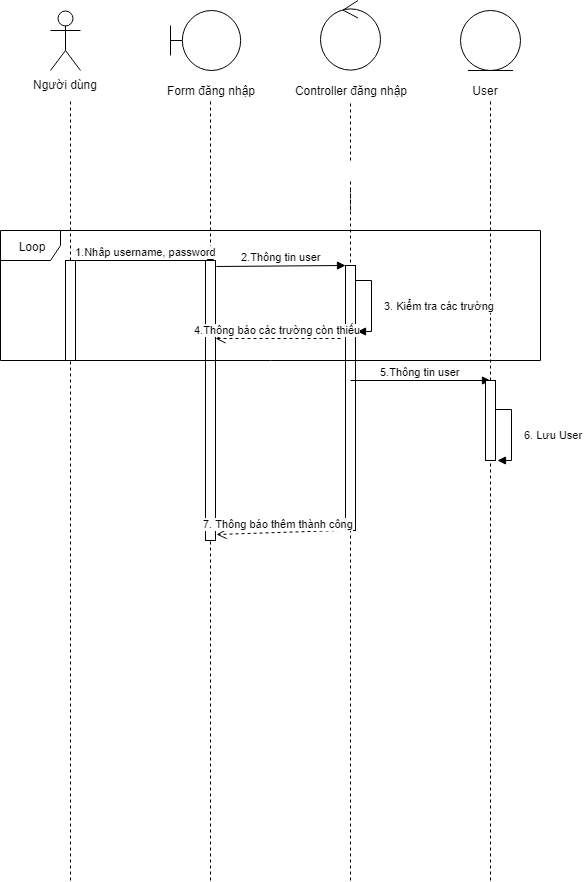 Người dùng
Form đăng nhập
Controller đăng nhập
User
Loop
1.Nhập username, password
2.Thông tin user
3. Kiểm tra các trường
4.Thông báo các trường còn thiếu
5.Thông tin user
6. Lưu User
7. Thông báo thêm thành công